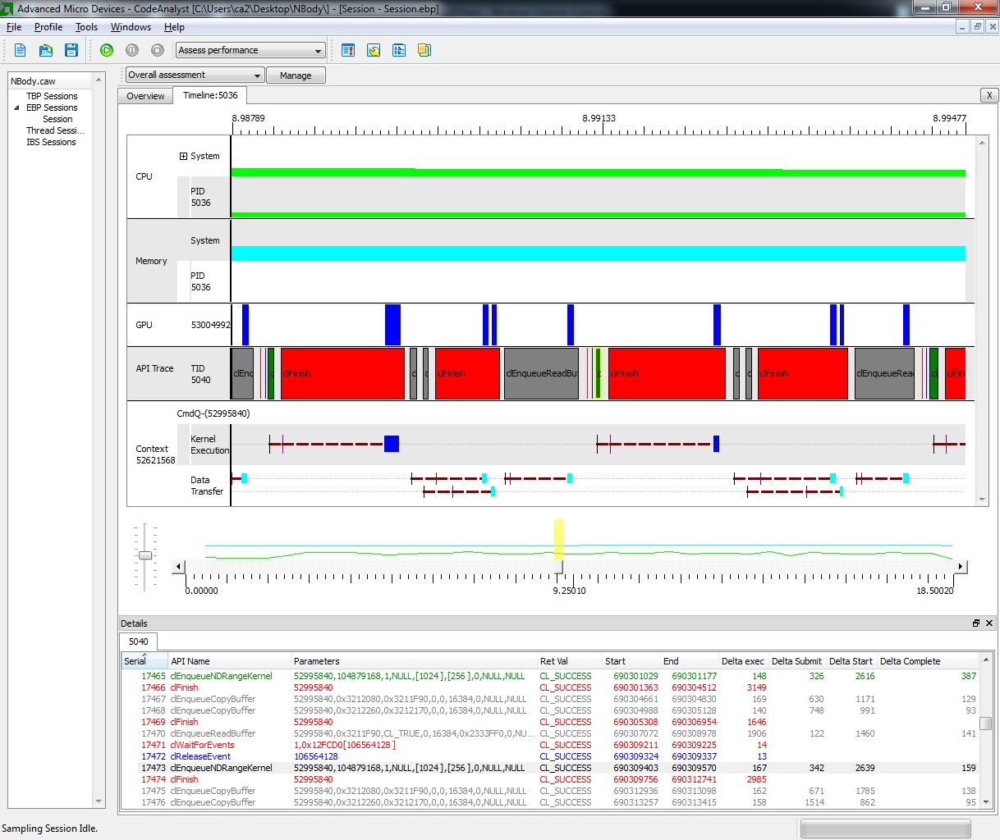 Advanced Micro Devices - CodeAnalyst [C:\Users\ca2\Desktop\NBody\] - [Session - Session.ebp]
File Profile Tools Windows Help
Assess performance
Overall assessment Manage
NBody.caw
TBP Sessions
EBP Sessions
Session
Thread Sessi...
IBS Sessions
Overview Timeline:5036 X
8.98789 8.99133 8.99477
CPU
System
PID
5036
Memory
System
PID
5036
GPU 53004992
API Trace
TID
5040
clEnq c clFinish c c clFinish clEnqueueReadBu c clFinish c c clFinish clEnqueueRea c clFini
CmdQ-(52995840)
Context
52621568
Kernel
Execution
Data
Transfer
0.00000 9.25010 18.50020
Details
5040
Serial API Name Parameters Ret Val Start End Delta exec Delta Submit Delta Start Delta Complete
17465 clEnqueueNDRangeKernel 52995840,104879168,1,NULL,[1024],[256],0,NULL,NULL CL_SUCCESS 690301029 690301177 148 326 2616 387
17466 clFinish 52995840 CL_SUCCESS 690301363 690304512 3149
17467 clEnqueueCopyBuffer 52995840,0x3212080,0x3211F90,0,0,16384,0,NULL,NULL CL_SUCCESS 690304661 690304830 169 630 1171 129
17468 clEnqueueCopyBuffer 52995840,0x3212260,0x3212170,0,0,16384,0,NULL,NULL CL_SUCCESS 690304988 690305128 140 748 991 93
17469 clFinish 52995840 CL_SUCCESS 690305308 690306954 1646
17470 clEnqueueReadBuffer 52995840,0x3211F90,CL_TRUE,0,16384,0x2333FF0,0,NU... CL_SUCCESS 690307072 690308978 1906 122 1460 141
17471 clWaitForEvents 1,0x12FCD0[106564128] CL_SUCCESS 690309211 690309225 14
17472 clReleaseEvent 106564128 CL_SUCCESS 690309324 690309337 13
17473 clEnqueueNDRangeKernel 52995840,104879168,1,NULL,[1024],[256],0,NULL,NULL CL_SUCCESS 690309403 690309570 167 342 2639 159
17474 clFinish 52995840 CL_SUCCESS 690309756 690312741 2985
17475 clEnqueueCopyBuffer 52995840,0x3212080,0x3211F90,0,0,16384,0,NULL,NULL CL_SUCCESS 690312936 690313098 162 671 1785 138
17476 clEnqueueCopyBuffer 52995840,0x3212260,0x3212170,0,0,16384,0,NULL,NULL CL_SUCCESS 690313257 690313415 158 1514 862 95
Sampling Session Idle.